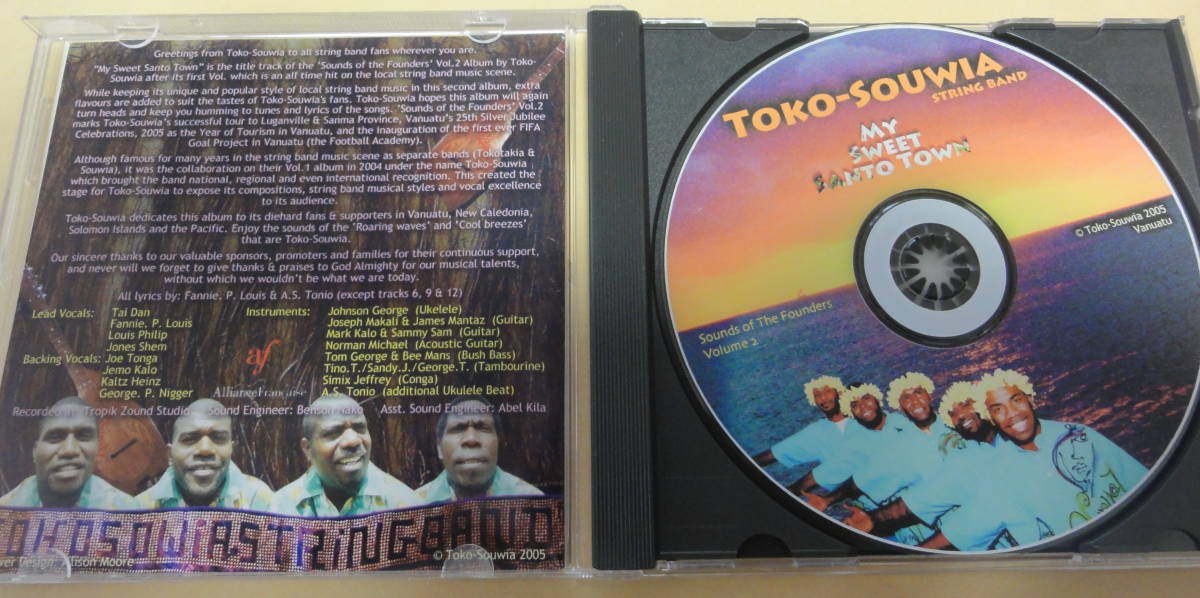 Greetings from Toko-Souwia to all string band fans wherever you are.
"My Sweet Santo Town" is the title track of the 'Sounds of the Founders' Vol.2 Album by Toko-
Souwia after its first Vol. which is an all time hit on the local string band music scene.
While keeping its unique and popular style of local string band music in this second album, extra
flavours are added to suit the tastes of Toko-Souwia's fans. Toko-Souwia hopes this album will again
turn heads and keep you humming to tunes and lyrics of the songs. 'Sounds of the Founders' Vol.2
marks Toko-Souwia's successful tour to Luganville & Sanma Province, Vanuatu's 25th Silver Jubilee
Celebrations, 2005 as the Year of Tourism in Vanuatu, and the inauguration of the first ever FIFA
Goal Project in Vanuatu (the Football Academy).
Although famous for many years in the string band music scene as separate bands (Tokotakia &
Souwia), it was the collaboration on their Vol.1 album in 2004 under the name Toko-Souwia
which brought the band national, regional and even international recognition. This created the
stage for Toko-Souwia to expose its compositions, string band musical styles and vocal excellence
to its audience.
Toko-Souwia dedicates this album to its diehard fans & supporters in Vanuatu, New Caledonia,
Solomon Islands and the Pacific. Enjoy the sounds of the 'Roaring waves' and 'Cool breezes'
that are Toko-Souwia.
Our sincere thanks to our valuable sponsors, promoters and families for their continuous support,
and never will we forget to give thanks & praises to God Almighty for our musical talents,
without which we wouldn't be what we are today.
All lyrics by: Fannie. P. Louis & A.S. Tonio (except tracks 6, 9 & 12)
Lead Vocals: Tai Dan
Fannie. P. Louis
Louis Philip
Jones Shem
Backing Vocals: Joe Tonga
Jemo Kalo
Kaltz Heinz
George. P. Nigger
Instruments: Johnson George (Ukelele)
Joseph Makali & James Mantaz (Guitar)
Mark Kalo & Sammy Sam (Guitar)
Norman Michael (Acoustic Guitar)
Tom George & Bee Mans (Bush Bass)
Tino.T./Sandy.J./George.T. (Tambourine)
Simix Jeffrey (Conga)
A.S. Tonio (additional Ukulele Beat)
af
AllianceFrançaise
Recorded in: Tropik Zound Studio Sound Engineer: Benson Nako Asst. Sound Engineer: Abel Kila
OKOSOWIASTRINGBAND
ver Design: Alison Moore
© Toko-Souwia 2005
TOKO-SOUWIA
STRING BAND
MY
SWEET
SANTO TOWN
© Toko-Souwia 2005
Vanuatu
Sounds of The Founders
Volume 2